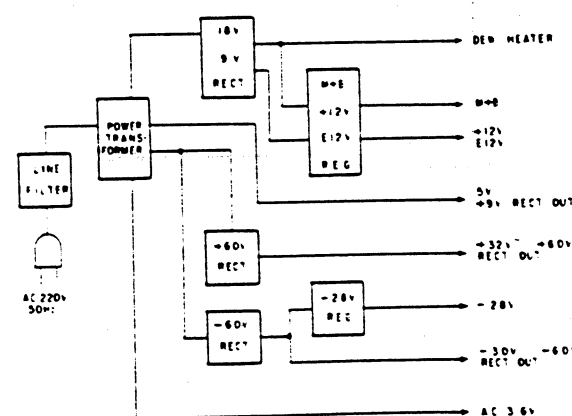 18V
9V
RECT
DEW HEATER
M+B
+12V
E12V
REG
M+B
+12V
E12V
POWER
TRANS-
FORMER
LINE
FILTER
AC 220V
50Hz
5V
+9V RECT OUT
+60V
RECT
+32V +60V
RECT OUT
-28V
REG
-28V
-60V
RECT
-30V -60V
RECT OUT
AC 3.6V